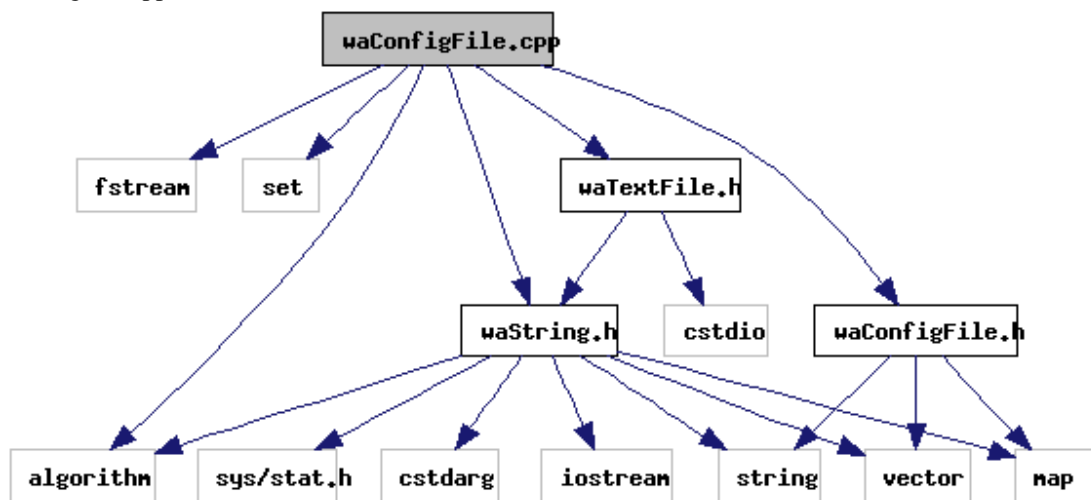 waConfigFile.cpp
fstream
set
waTextFile.h
waString.h
cstdio
waConfigFile.h
algorithm
sys/stat.h
cstdarg
iostream
string
vector
map